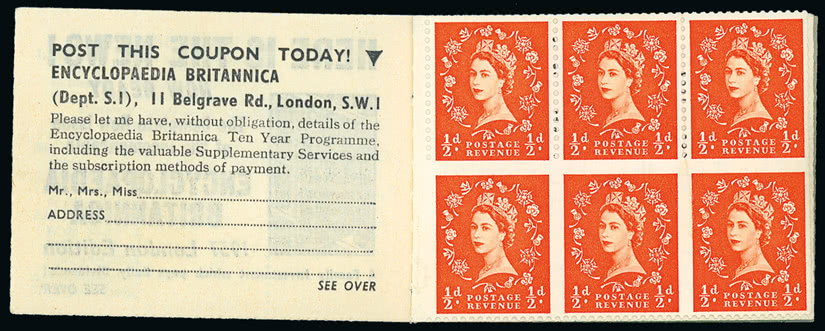 POST THIS COUPON TODAY! ▼
ENCYCLOPAEDIA BRITANNICA
(Dept. S.1), 11 Belgrave Rd., London, S.W.1
Please let me have, without obligation, details of the
Encyclopaedia Britannica Ten Year Programme,
including the valuable Supplementary Services and
the subscription methods of payment.
Mr., Mrs., Miss
ADDRESS
SEE OVER
½d POSTAGE REVENUE ½d
½d POSTAGE REVENUE ½d
½d POSTAGE REVENUE ½d
½d POSTAGE REVENUE ½d
½d POSTAGE REVENUE ½d
½d POSTAGE REVENUE ½d